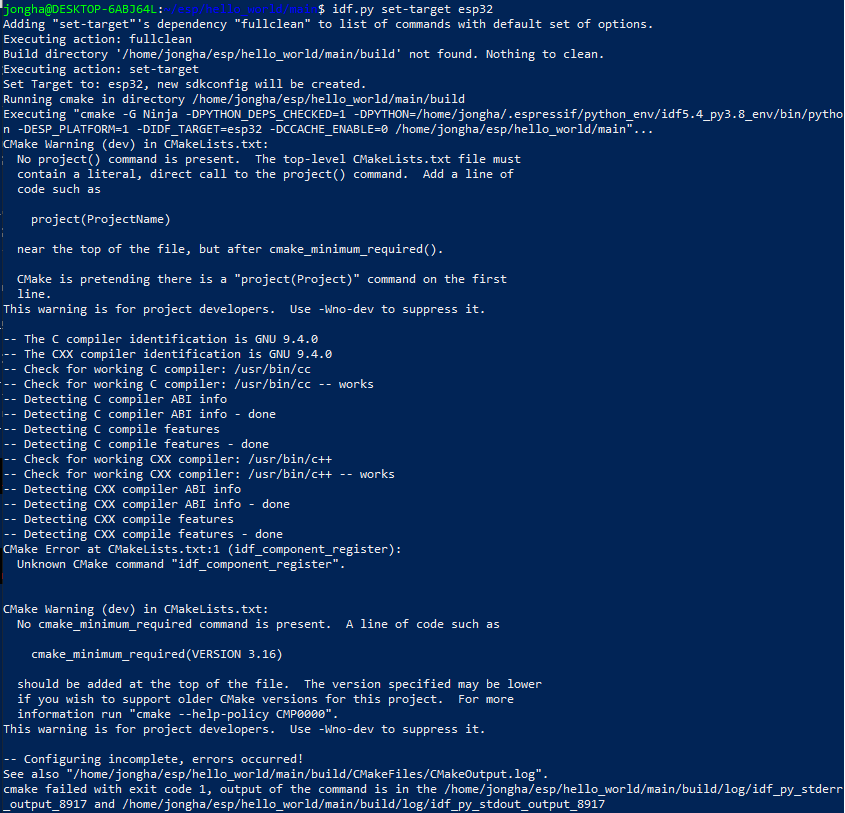 jongha@DESKTOP-6ABJ64L:~/esp/hello_world/main$ idf.py set-target esp32
Adding "set-target"'s dependency "fullclean" to list of commands with default set of options.
Executing action: fullclean
Build directory '/home/jongha/esp/hello_world/main/build' not found. Nothing to clean.
Executing action: set-target
Set Target to: esp32, new sdkconfig will be created.
Running cmake in directory /home/jongha/esp/hello_world/main/build
Executing "cmake -G Ninja -DPYTHON_DEPS_CHECKED=1 -DPYTHON=/home/jongha/.espressif/python_env/idf5.4_py3.8_env/bin/pytho
n -DESP_PLATFORM=1 -DIDF_TARGET=esp32 -DCCACHE_ENABLE=0 /home/jongha/esp/hello_world/main"...
CMake Warning (dev) in CMakeLists.txt:
  No project() command is present.  The top-level CMakeLists.txt file must
  contain a literal, direct call to the project() command.  Add a line of
  code such as
    project(ProjectName)
  near the top of the file, but after cmake_minimum_required().
  CMake is pretending there is a "project(Project)" command on the first
  line.
This warning is for project developers.  Use -Wno-dev to suppress it.
-- The C compiler identification is GNU 9.4.0
-- The CXX compiler identification is GNU 9.4.0
-- Check for working C compiler: /usr/bin/cc
-- Check for working C compiler: /usr/bin/cc -- works
-- Detecting C compiler ABI info
-- Detecting C compiler ABI info - done
-- Detecting C compile features
-- Detecting C compile features - done
-- Check for working CXX compiler: /usr/bin/c++
-- Check for working CXX compiler: /usr/bin/c++ -- works
-- Detecting CXX compiler ABI info
-- Detecting CXX compiler ABI info - done
-- Detecting CXX compile features
-- Detecting CXX compile features - done
CMake Error at CMakeLists.txt:1 (idf_component_register):
  Unknown CMake command "idf_component_register".
CMake Warning (dev) in CMakeLists.txt:
  No cmake_minimum_required command is present.  A line of code such as
    cmake_minimum_required(VERSION 3.16)
  should be added at the top of the file.  The version specified may be lower
  if you wish to support older CMake versions for this project.  For more
  information run "cmake --help-policy CMP0000".
This warning is for project developers.  Use -Wno-dev to suppress it.
-- Configuring incomplete, errors occurred!
See also "/home/jongha/esp/hello_world/main/build/CMakeFiles/CMakeOutput.log".
cmake failed with exit code 1, output of the command is in the /home/jongha/esp/hello_world/main/build/log/idf_py_stderr
_output_8917 and /home/jongha/esp/hello_world/main/build/log/idf_py_stdout_output_8917